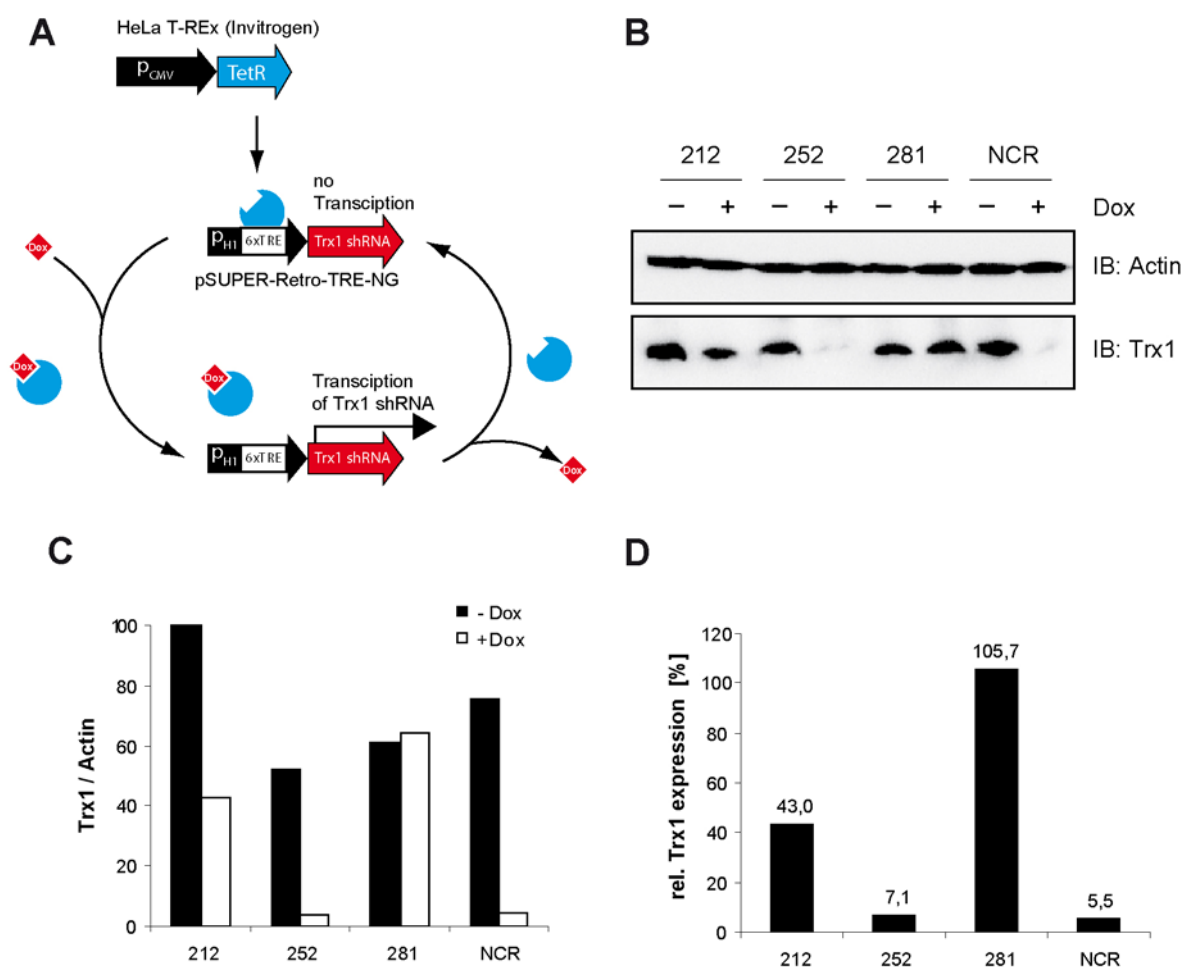 A
HeLa T-REx (Invitrogen)
pCMV
TetR
no
Transciption
Dox
pH1
6xTRE
Trx1 shRNA
pSUPER-Retro-TRE-NG
Dox
Dox
Transciption
of Trx1 shRNA
pH1
6xTRE
Trx1 shRNA
Dox
B
212 252 281 NCR
– + – + – + – + Dox
IB: Actin
IB: Trx1
C
- Dox
+Dox
Trx1 / Actin
100
80
60
40
20
0
212 252 281 NCR
D
rel. Trx1 expression [%]
120
100
80
60
40
20
0
43,0
7,1
105,7
5,5
212 252 281 NCR